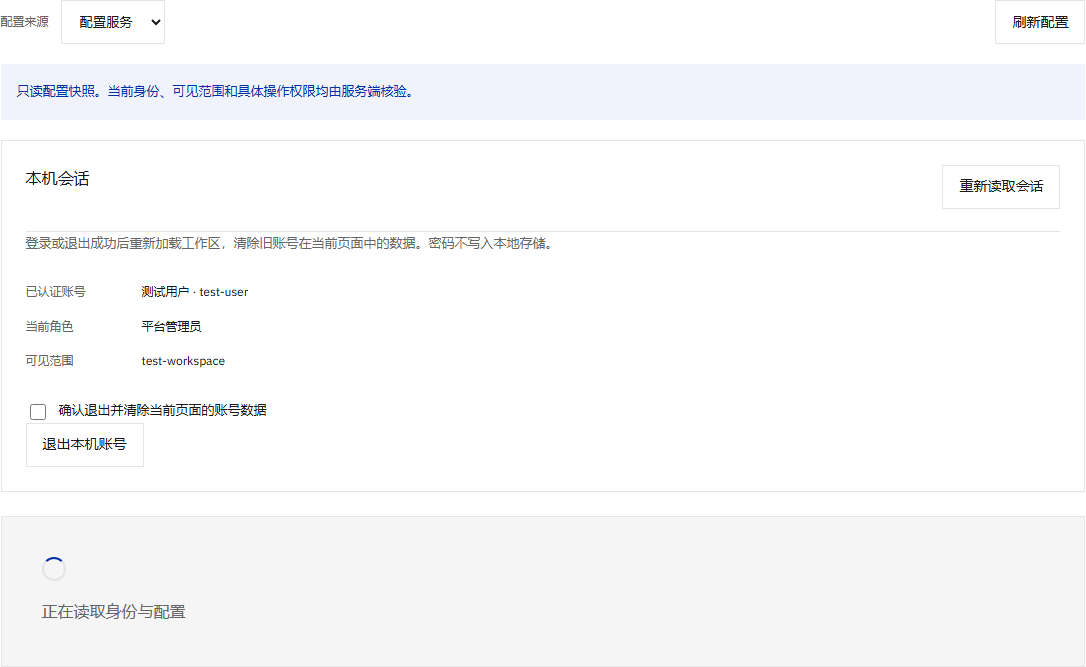 配置来源 配置服务 刷新配置
只读配置快照。当前身份、可见范围和具体操作权限均由服务端核验。
本机会话 重新读取会话
登录或退出成功后重新加载工作区，清除旧账号在当前页面中的数据。密码不写入本地存储。
已认证账号 测试用户 · test-user
当前角色 平台管理员
可见范围 test-workspace
确认退出并清除当前页面的账号数据
退出本机账号
正在读取身份与配置